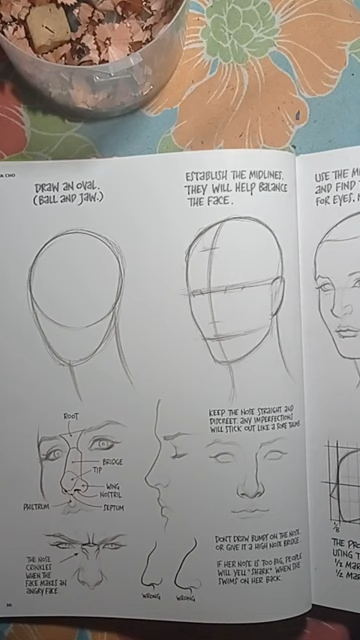 CHO
DRAW AN OVAL.
(BALL AND JAW.)
ESTABLISH THE MIDLINES.
THEY WILL HELP BALANCE
THE FACE.
USE THE
AND FIND
FOR EYES,
ROOT
BRIDGE
TIP
WING
NOSTRIL
PHILTRUM
SEPTUM
KEEP THE NOSE STRAIGHT AND
DISCREET. ANY IMPERFECTIONS
WILL STICK OUT LIKE A SORE THUMB
THE NOSE
CRINKLES
WHEN THE
FACE MAKES AN
ANGRY FACE.
WRONG
WRONG
DON'T DRAW BUMPS ON THE NOSE
OR GIVE IT A HIGH NOSE BRIDGE.
IF HER NOSE IS TOO BIG, PEOPLE
WILL YELL "SHARK!" WHEN SHE
SWIMS ON HER BACK.
THE
USING
½ MAR
½ MAR